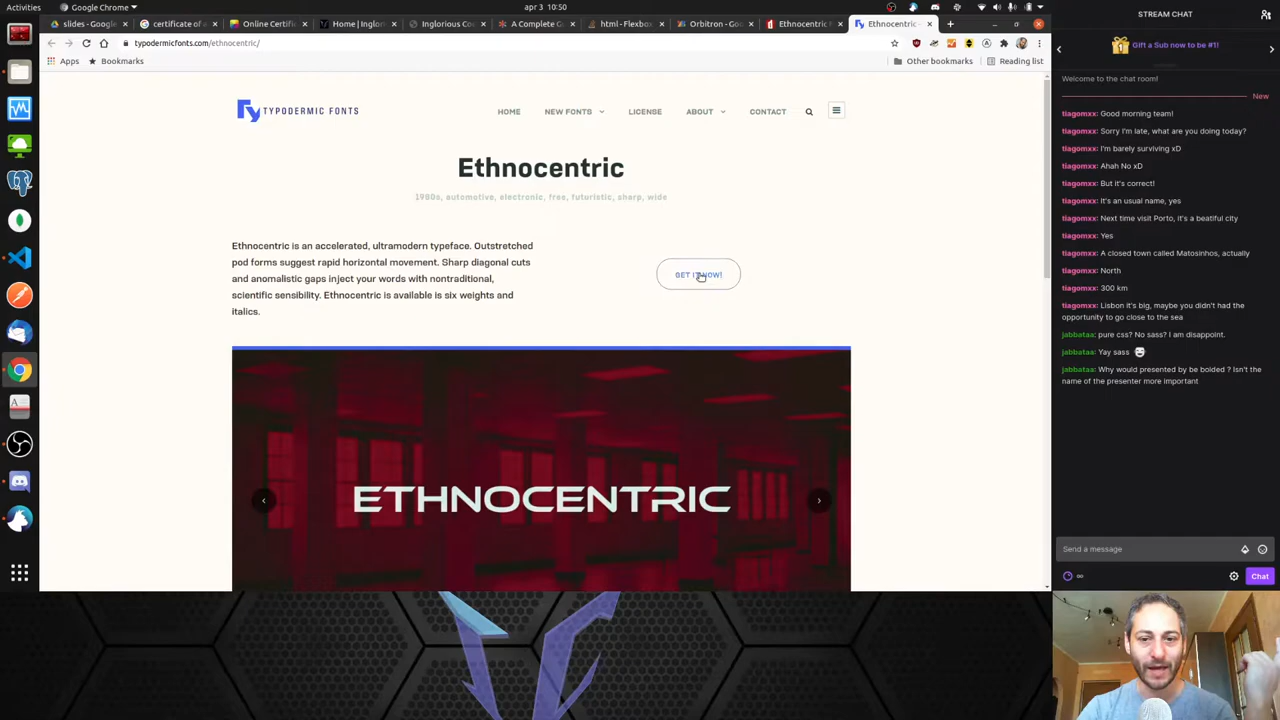 Activities
Google Chrome
apr 3 10:50
slides - Google
certificate of a
Online Certific
Home | Inglor
Inglorious Co
A Complete G
html - Flexbox
Orbitron - Goo
Ethnocentric F
Ethnocentric -
typodermicfonts.com/ethnocentric/
Apps
Bookmarks
Other bookmarks
Reading list
TYPODERMIC FONTS
HOME
NEW FONTS
LICENSE
ABOUT
CONTACT
Ethnocentric
1980s, automotive, electronic, free, futuristic, sharp, wide
Ethnocentric is an accelerated, ultramodern typeface. Outstretched
pod forms suggest rapid horizontal movement. Sharp diagonal cuts
and anomalistic gaps inject your words with nontraditional,
scientific sensibility. Ethnocentric is available is six weights and
italics.
GET IT NOW!
ETHNOCENTRIC
STREAM CHAT
Gift a Sub now to be #1!
Welcome to the chat room!
New
tiagomxx: Good morning team!
tiagomxx: Sorry I'm late, what are you doing today?
tiagomxx: I'm barely surviving xD
tiagomxx: Ahah No xD
tiagomxx: But it's correct!
tiagomxx: It's an usual name, yes
tiagomxx: Next time visit Porto, it's a beatiful city
tiagomxx: Yes
tiagomxx: A closed town called Matosinhos, actually
tiagomxx: North
tiagomxx: 300 km
tiagomxx: Lisbon it's big, maybe you didn't had the
opportunity to go close to the sea
jabbataa: pure css? No sass? I am disappoint.
jabbataa: Yay sass
jabbataa: Why would presented by be bolded ? Isn't the
name of the presenter more important
Send a message
Chat